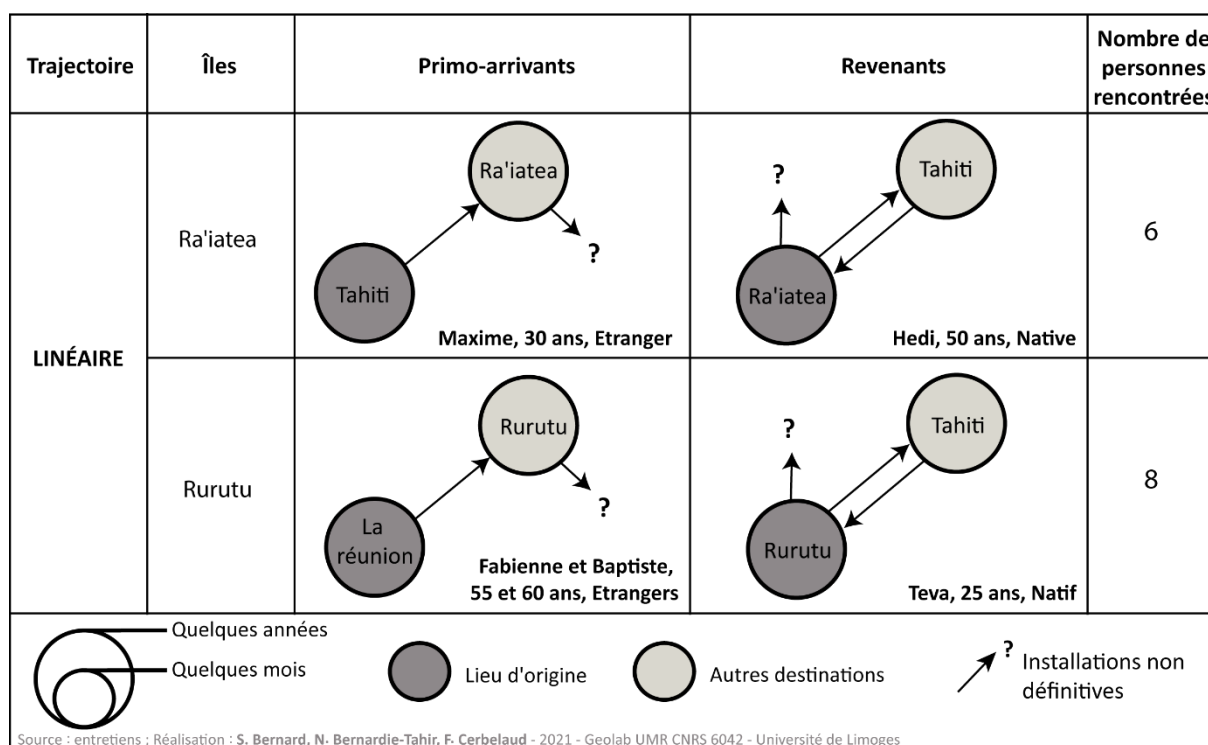 Trajectoire
Îles
Primo-arrivants
Revenants
Nombre de
personnes
rencontrées
LINÉAIRE
Ra'iatea
Ra'iatea
?
Tahiti
Maxime, 30 ans, Etranger
Tahiti
?
Ra'iatea
Hedi, 50 ans, Native
6
Rurutu
Rurutu
?
La
réunion
Fabienne et Baptiste,
55 et 60 ans, Etrangers
Tahiti
?
Rurutu
Teva, 25 ans, Natif
8
Quelques années
Quelques mois
Lieu d'origine
Autres destinations
? Installations non
définitives
Source : entretiens ; Réalisation : S. Bernard, N. Bernardie-Tahir, F. Cerbelaud - 2021 - Geolab UMR CNRS 6042 - Université de Limoges